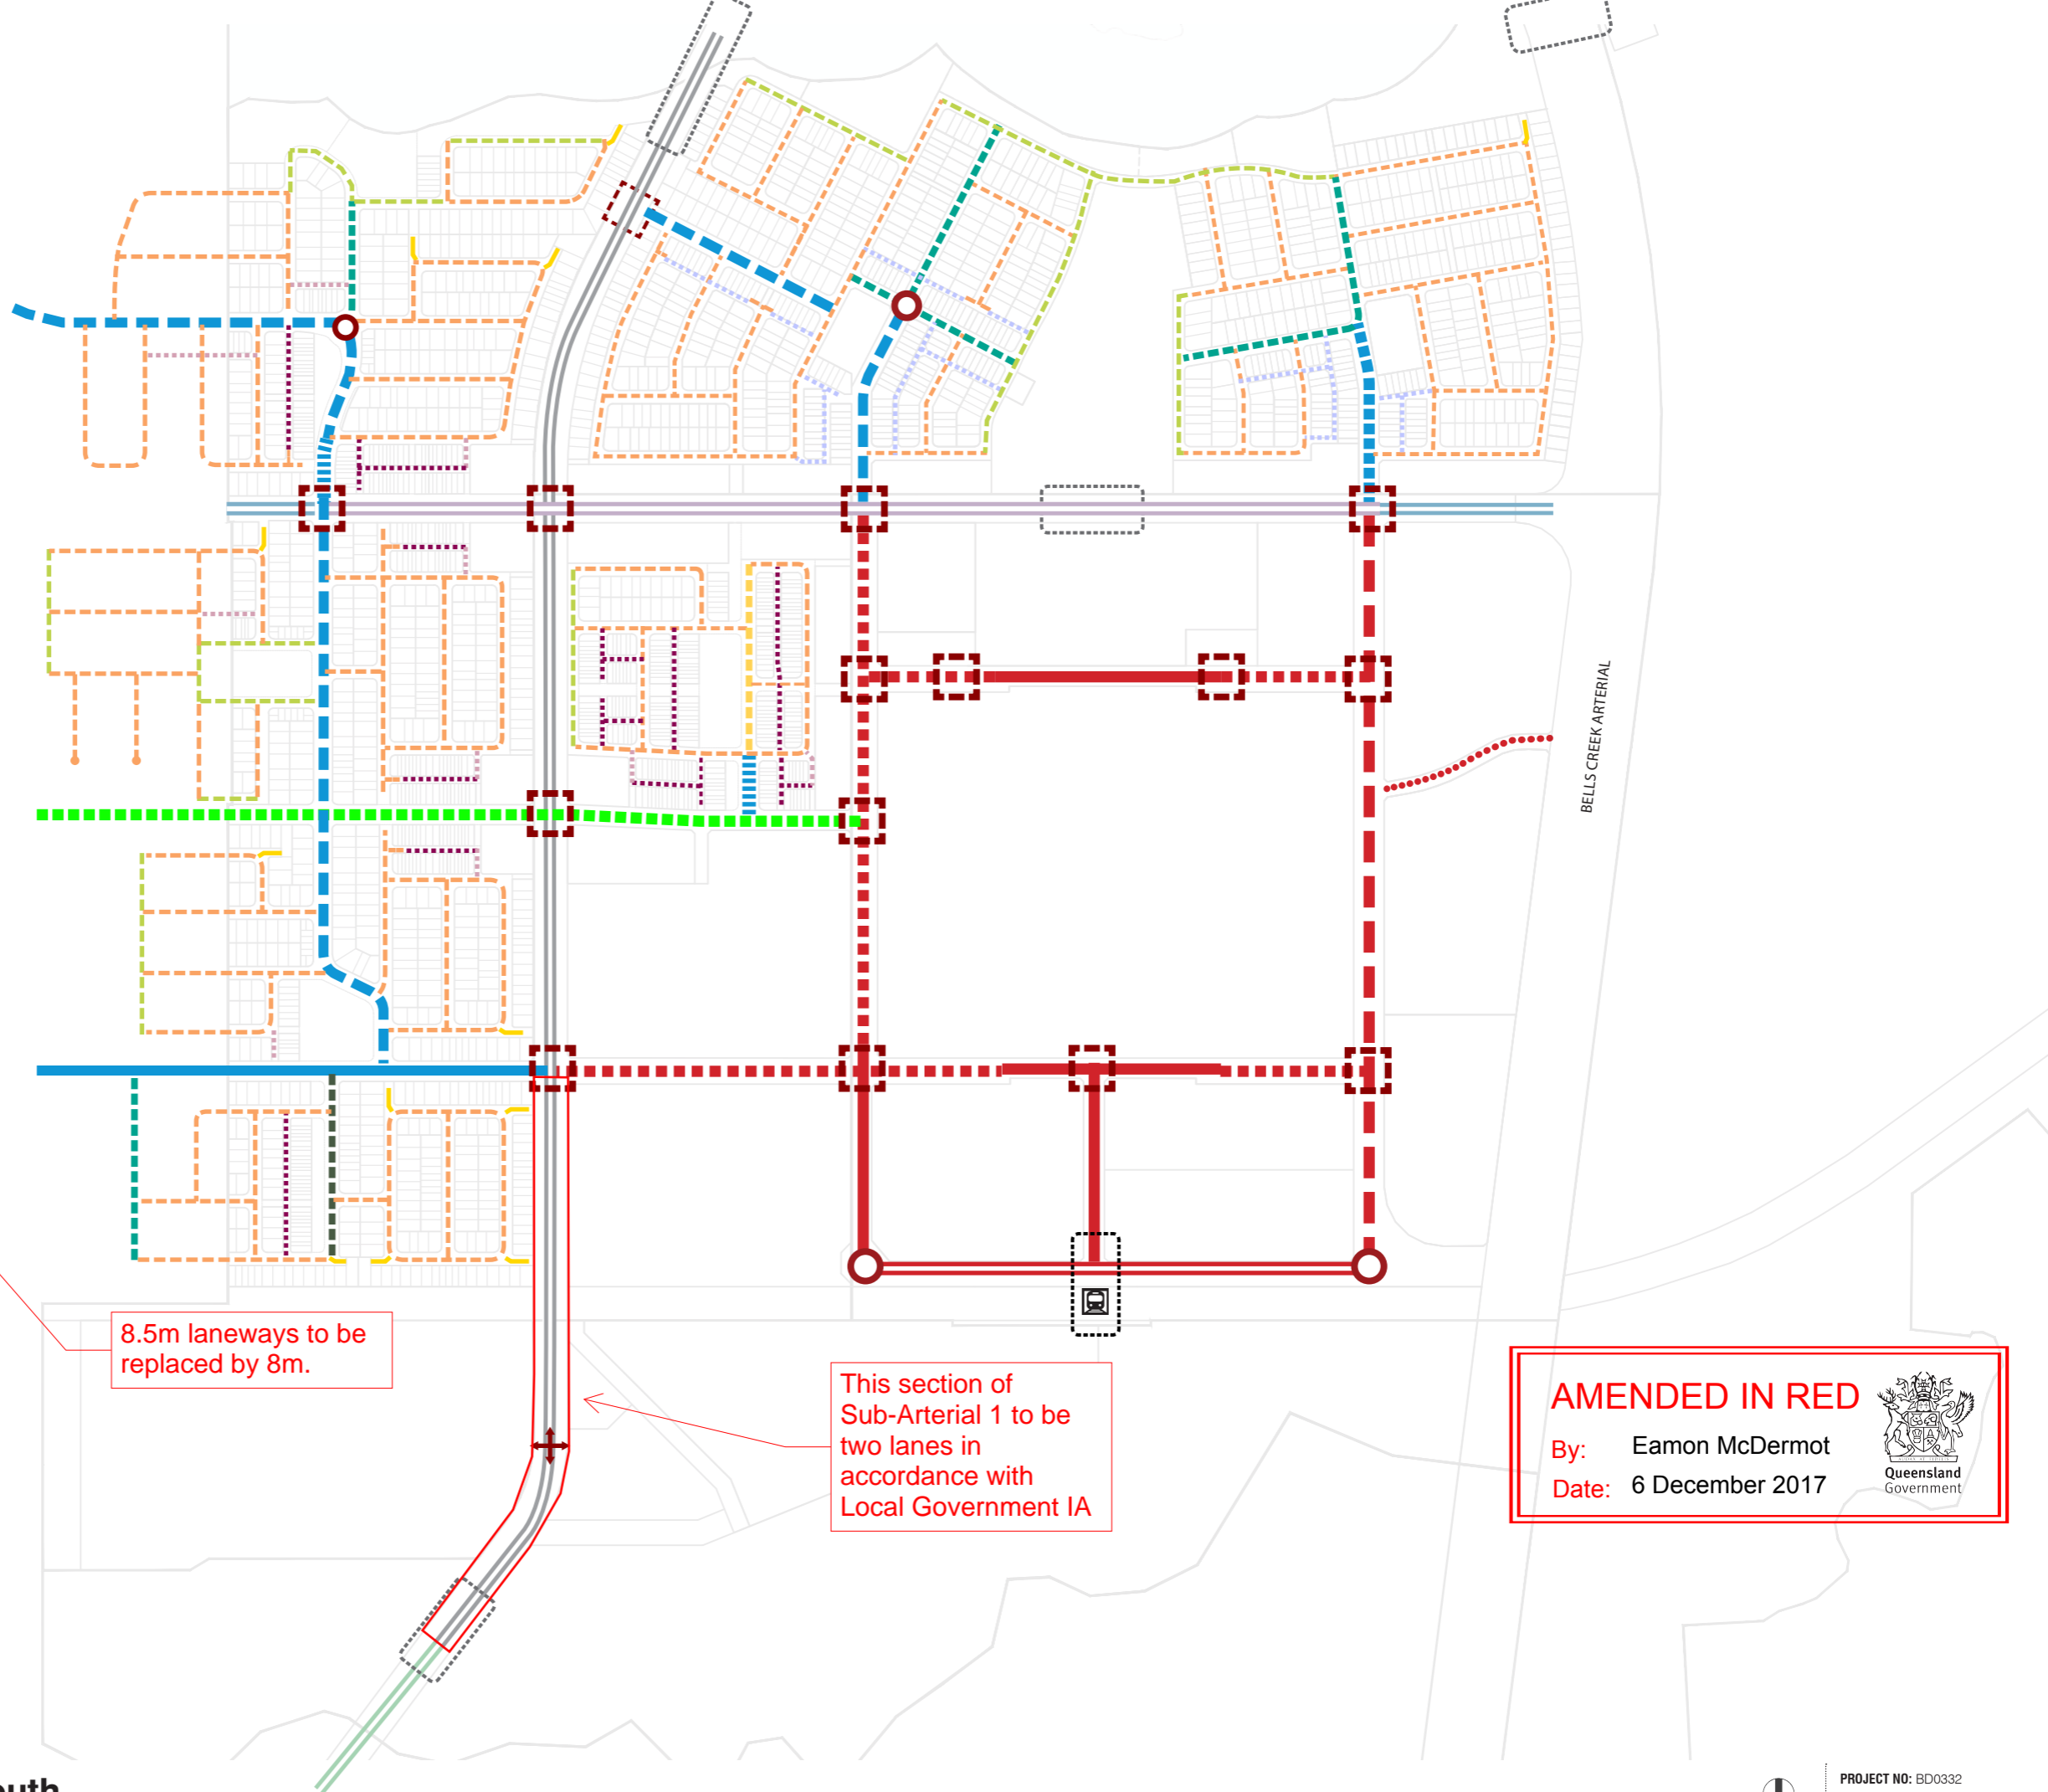 BELLS CREEK ARTERIAL
8.5m laneways to be
replaced by 8m.
This section of
Sub-Arterial 1 to be
two lanes in
accordance with
Local Government IA
AMENDED IN RED
By: Eamon McDermot
Date: 6 December 2017
Queensland
Government
PROJECT NO: BD0332